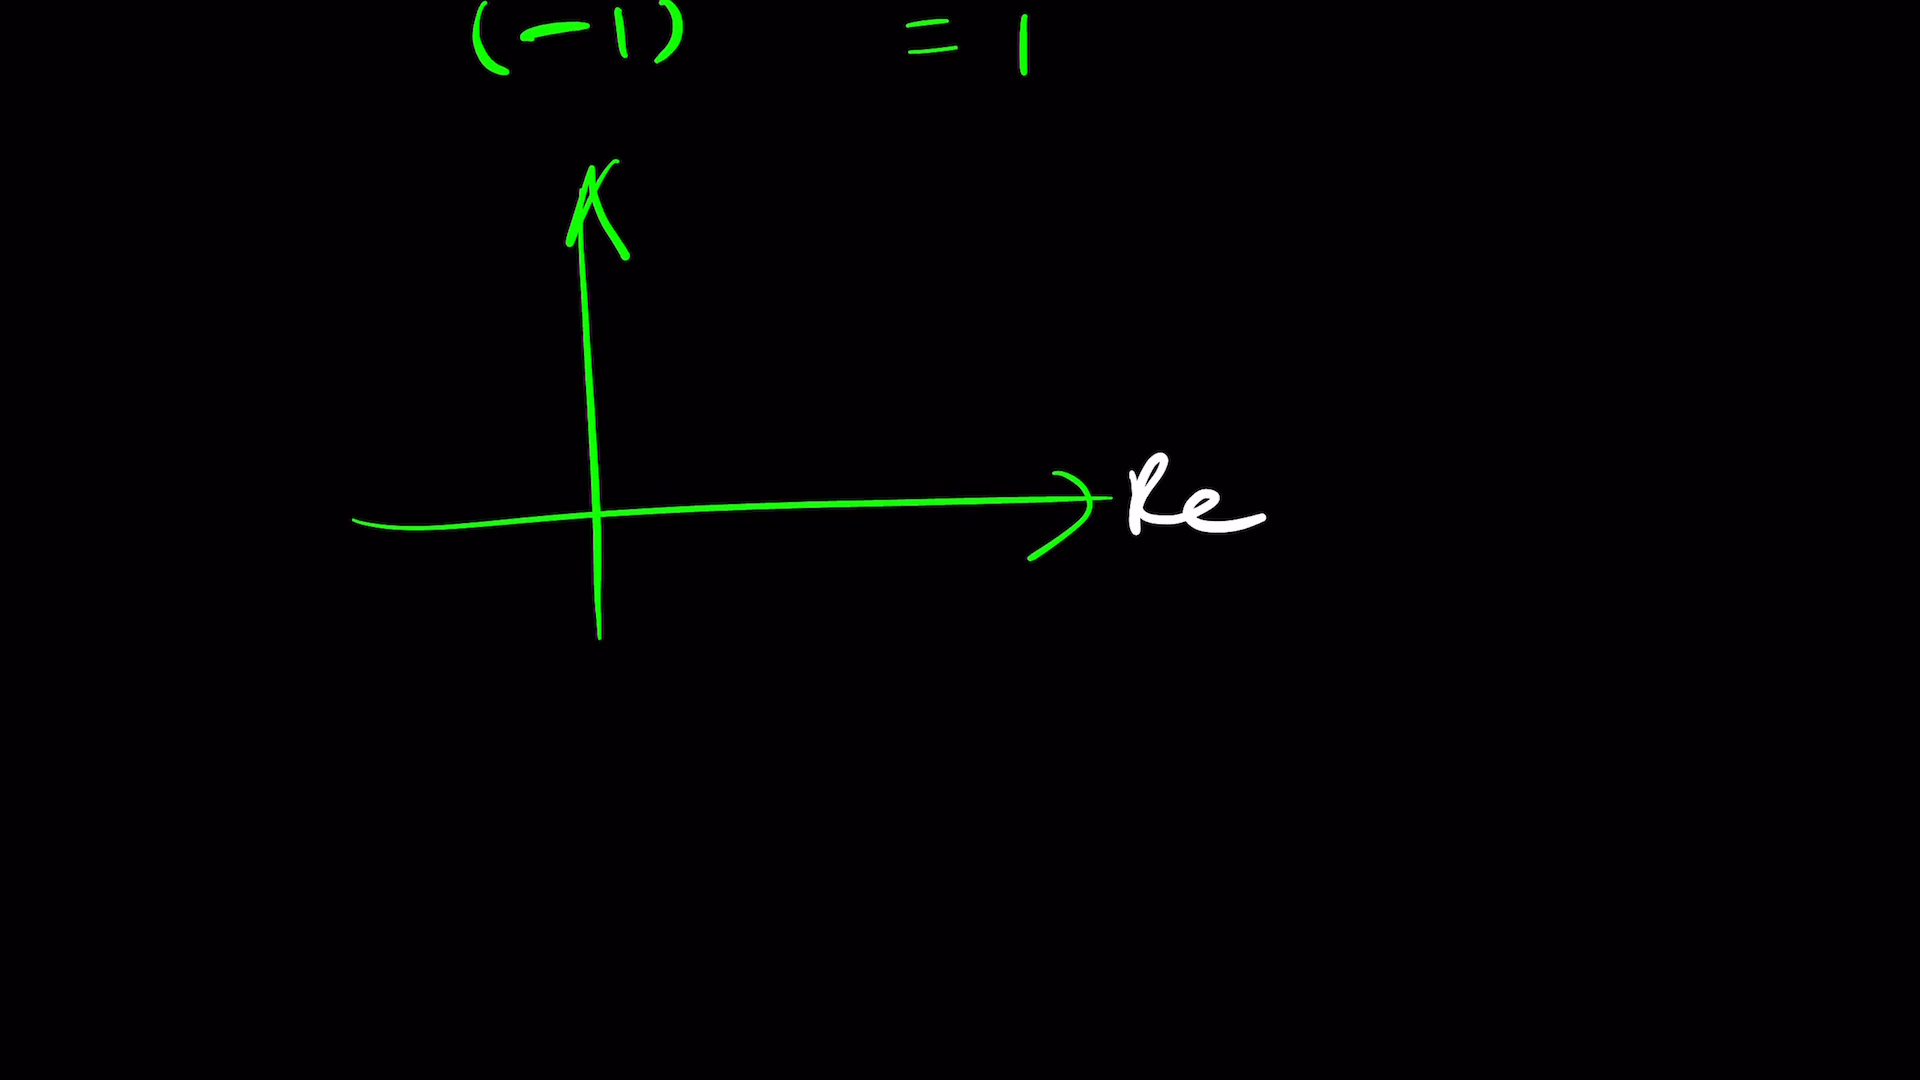 (-1) = 1
Re